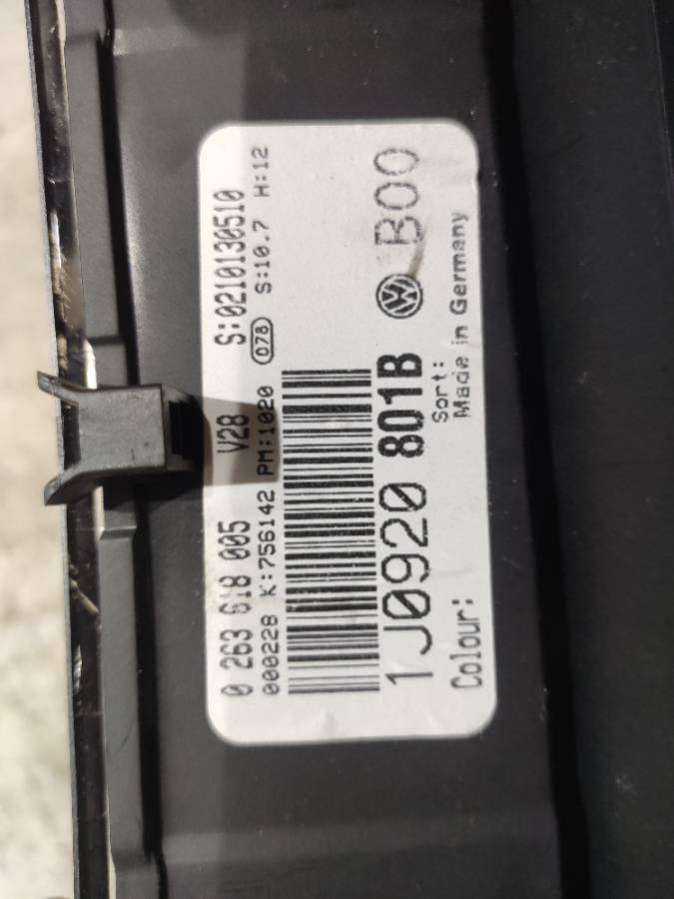 0 263 618 005 V28 S:0210130510
000228 K:756142 PM:1020 078 S:10.7 H:12
1J0920 801B VW B00
Colour: Sort:
Made in Germany